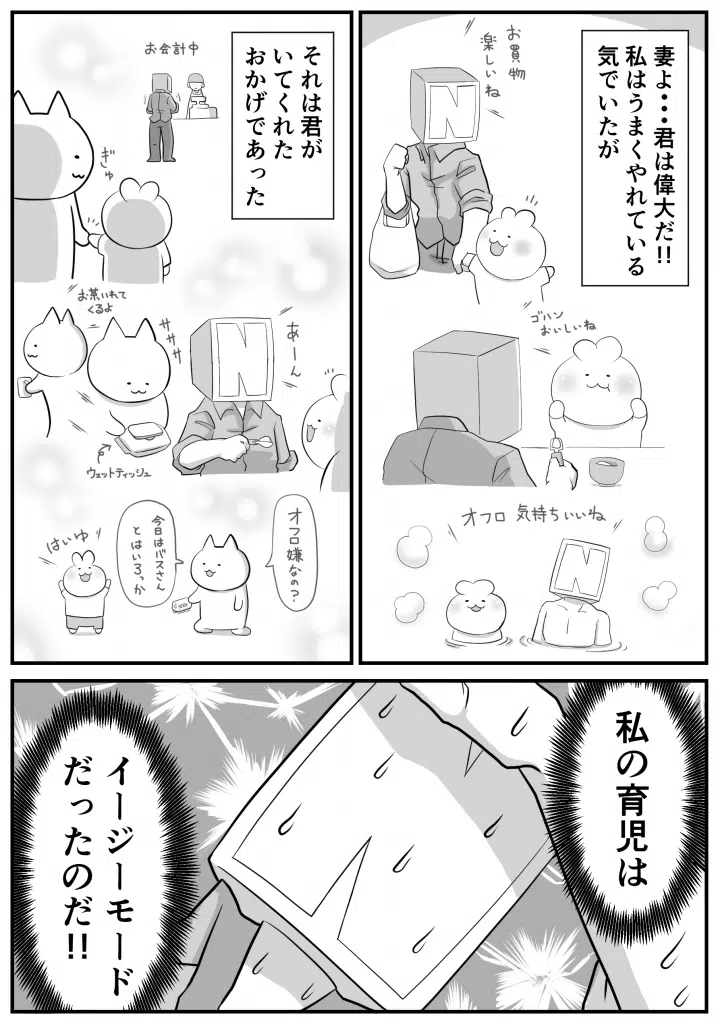 妻よ・・・君は偉大だ!!
私はうまくやれている
気でいたが
お買物
楽しいね
N
ゴハン
おいしいね
オフロ 気持ちいいね
N
それは君が
いてくれた
おかげであった
お会計中
ぎゅ
お茶いれて
くるよ
サササ
N
あーん
ウェットティッシュ
オフロ嫌なの?
今日はバスさん
とはいろっか
はいゆ
私の育児は
N
イージーモード
だったのだ!!